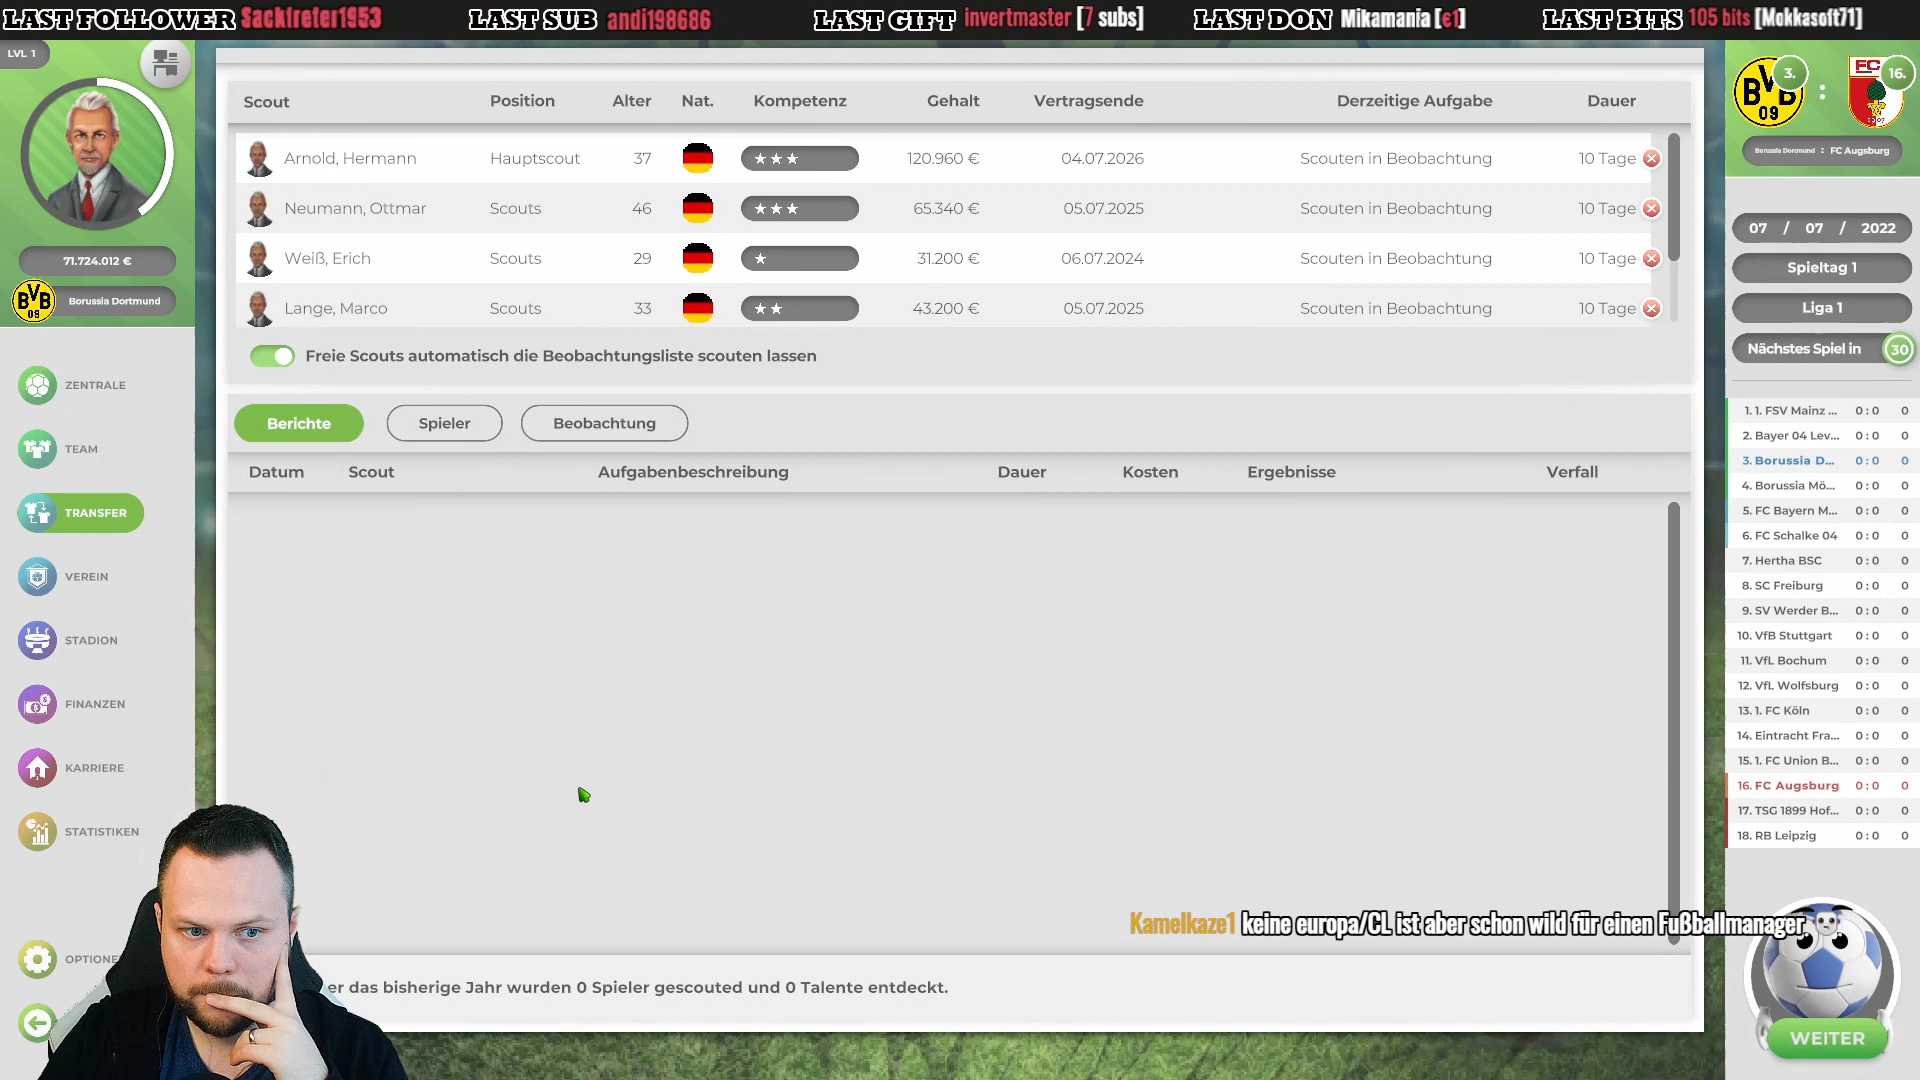 LAST FOLLOWER Sackfreter1953
LAST SUB andi198686
LAST GIFT invertmaster [7 subs]
LAST DON Mikamania [€1]
LAST BITS 105 bits [Mokkasoft71]
LVL 1
71.724.012 €
BVB
09
Borussia Dortmund
ZENTRALE
TEAM
TRANSFER
VEREIN
STADION
FINANZEN
KARRIERE
STATISTIKEN
OPTIONE
Scout Position Alter Nat. Kompetenz Gehalt Vertragsende Derzeitige Aufgabe Dauer
Arnold, Hermann Hauptscout 37 120.960 € 04.07.2026 Scouten in Beobachtung 10 Tage
Neumann, Ottmar Scouts 46 65.340 € 05.07.2025 Scouten in Beobachtung 10 Tage
Weiß, Erich Scouts 29 31.200 € 06.07.2024 Scouten in Beobachtung 10 Tage
Lange, Marco Scouts 33 43.200 € 05.07.2025 Scouten in Beobachtung 10 Tage
Freie Scouts automatisch die Beobachtungsliste scouten lassen
Berichte Spieler Beobachtung
Datum Scout Aufgabenbeschreibung Dauer Kosten Ergebnisse Verfall
Kamelkaze1 keine europa/CL ist aber schon wild für einen Fußballmanager
er das bisherige Jahr wurden 0 Spieler gescouted und 0 Talente entdeckt.
BVB
09
3.
:
FC
16.
1907
Borussia Dortmund : FC Augsburg
07 / 07 / 2022
Spieltag 1
Liga 1
Nächstes Spiel in 30
1. 1. FSV Mainz ... 0 : 0 0
2. Bayer 04 Lev... 0 : 0 0
3. Borussia D... 0 : 0 0
4. Borussia Mö... 0 : 0 0
5. FC Bayern M... 0 : 0 0
6. FC Schalke 04 0 : 0 0
7. Hertha BSC 0 : 0 0
8. SC Freiburg 0 : 0 0
9. SV Werder B... 0 : 0 0
10. VfB Stuttgart 0 : 0 0
11. VfL Bochum 0 : 0 0
12. VfL Wolfsburg 0 : 0 0
13. 1. FC Köln 0 : 0 0
14. Eintracht Fra... 0 : 0 0
15. 1. FC Union B... 0 : 0 0
16. FC Augsburg 0 : 0 0
17. TSG 1899 Hof... 0 : 0 0
18. RB Leipzig 0 : 0 0
WEITER